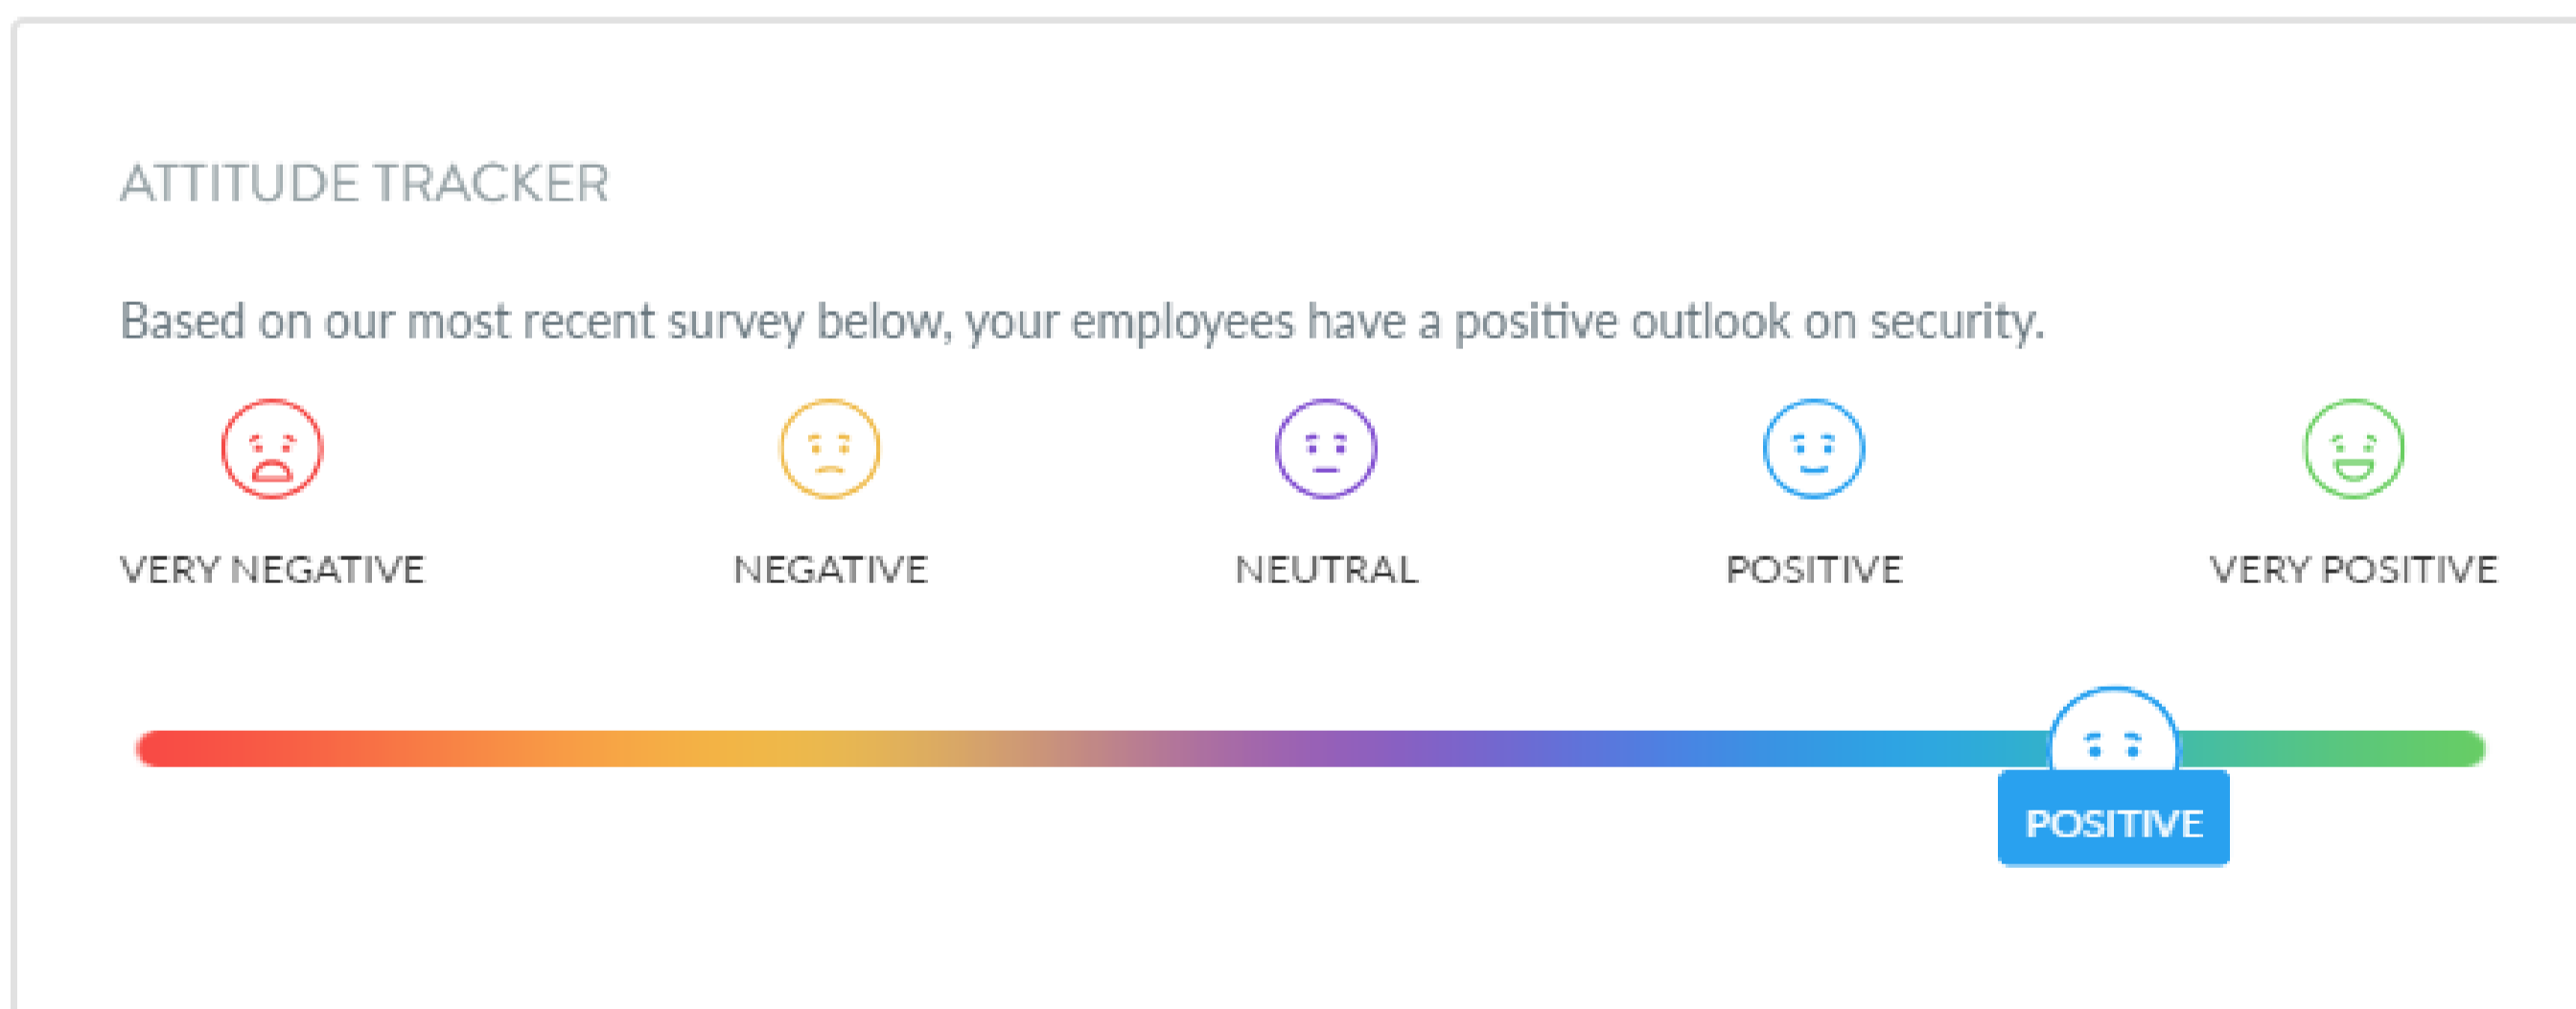 ATTITUDE TRACKER
Based on our most recent survey below, your employees have a positive outlook on security.
VERY NEGATIVE NEGATIVE NEUTRAL POSITIVE VERY POSITIVE
POSITIVE